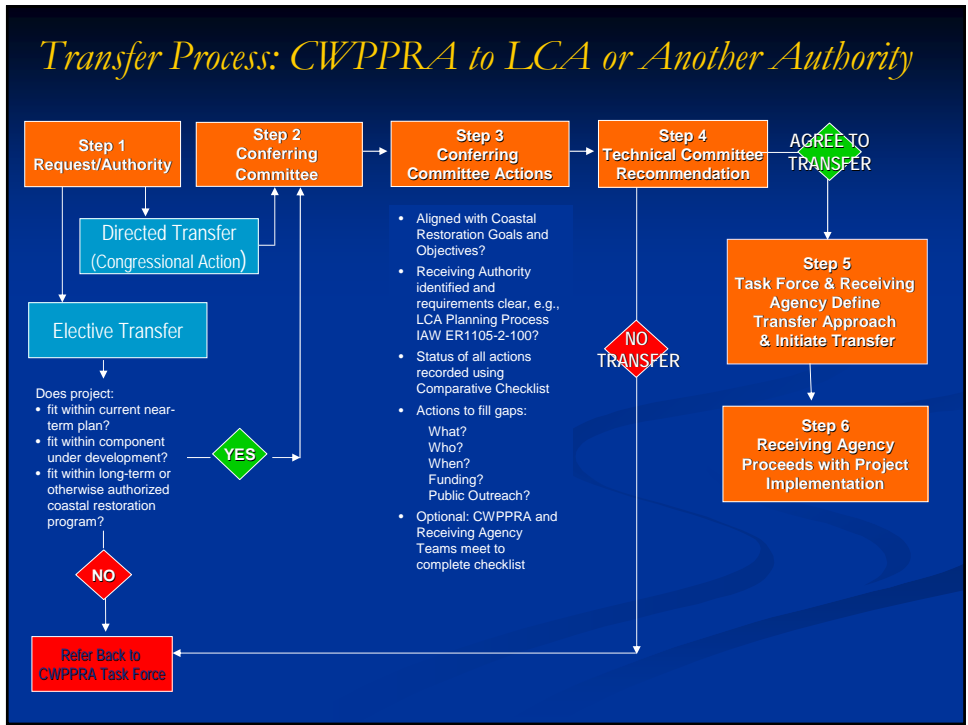 Transfer Process: CWPPRA to LCA or Another Authority
Step 1
Request/Authority
Step 2
Conferring
Committee
Step 3
Conferring
Committee Actions
Step 4
Technical Committee
Recommendation
AGREE TO
TRANSFER
Directed Transfer
(Congressional Action)
Elective Transfer
Does project:
• fit within current near-
term plan?
• fit within component
under development?
• fit within long-term or
otherwise authorized
coastal restoration
program?
YES
NO
Refer Back to
CWPPRA Task Force
• Aligned with Coastal
Restoration Goals and
Objectives?
• Receiving Authority
identified and
requirements clear, e.g.,
LCA Planning Process
IAW ER1105-2-100?
• Status of all actions
recorded using
Comparative Checklist
• Actions to fill gaps:
What?
Who?
When?
Funding?
Public Outreach?
• Optional: CWPPRA and
Receiving Agency
Teams meet to
complete checklist
NO
TRANSFER
Step 5
Task Force & Receiving
Agency Define
Transfer Approach
& Initiate Transfer
Step 6
Receiving Agency
Proceeds with Project
Implementation